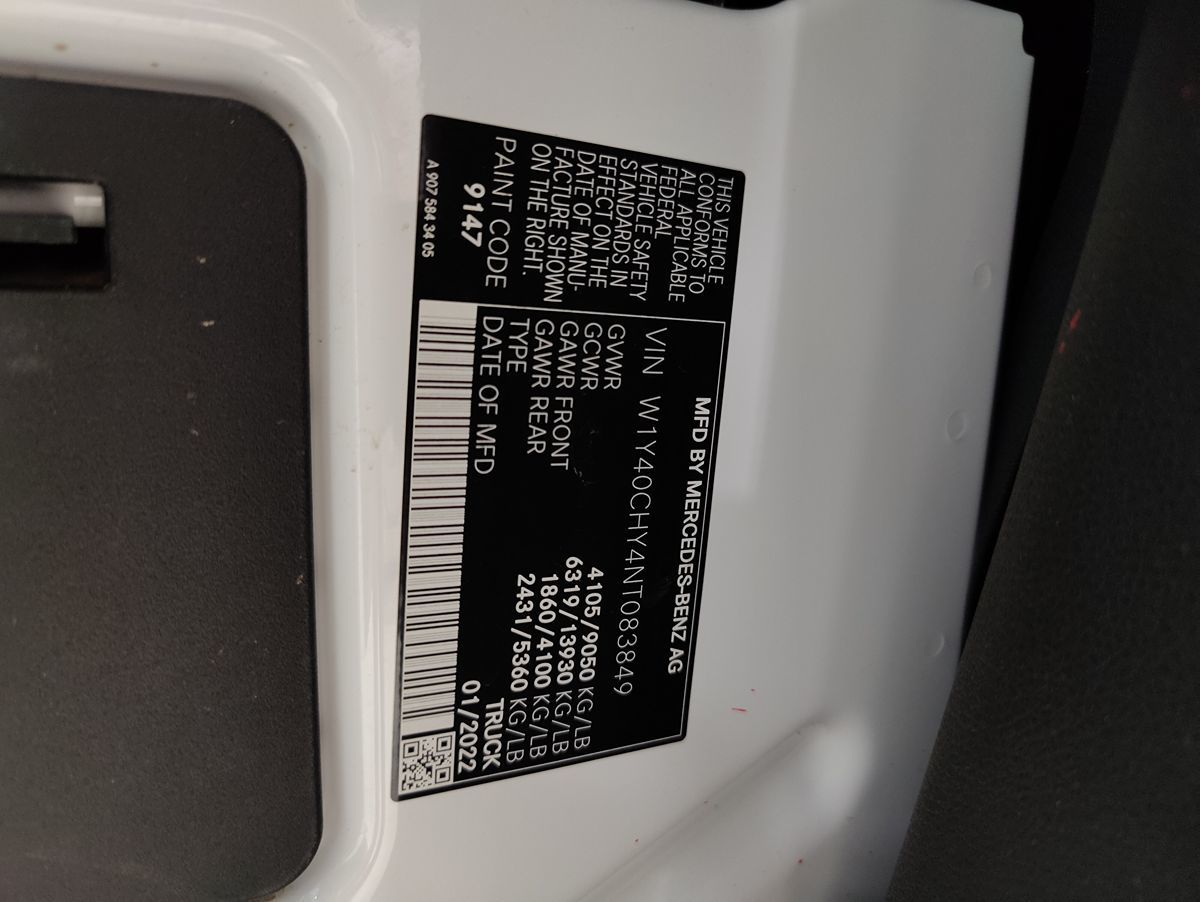 THIS VEHICLE
CONFORMS TO
ALL APPLICABLE
FEDERAL
VEHICLE SAFETY
STANDARDS IN
EFFECT ON THE
DATE OF MANU-
FACTURE SHOWN
ON THE RIGHT.
PAINT CODE
9147
A 907 584 34 05
MFD BY MERCEDES-BENZ AG
VIN W1Y40CHY4NT083849
GVWR 4105/9050 KG/LB
GCWR 6319/13930 KG/LB
GAWR FRONT 1860/4100 KG/LB
GAWR REAR 2431/5360 KG/LB
TYPE TRUCK
DATE OF MFD 01/2022